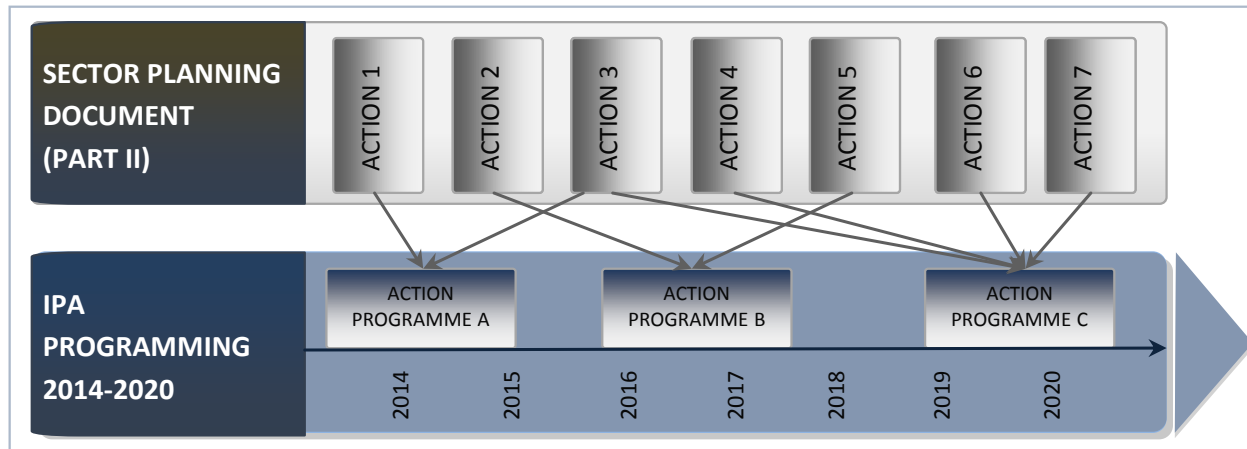 SECTOR PLANNING
DOCUMENT
(PART II)
ACTION 1
ACTION 2
ACTION 3
ACTION 4
ACTION 5
ACTION 6
ACTION 7
IPA
PROGRAMMING
2014-2020
ACTION
PROGRAMME A
ACTION
PROGRAMME B
ACTION
PROGRAMME C
2014
2015
2016
2017
2018
2019
2020